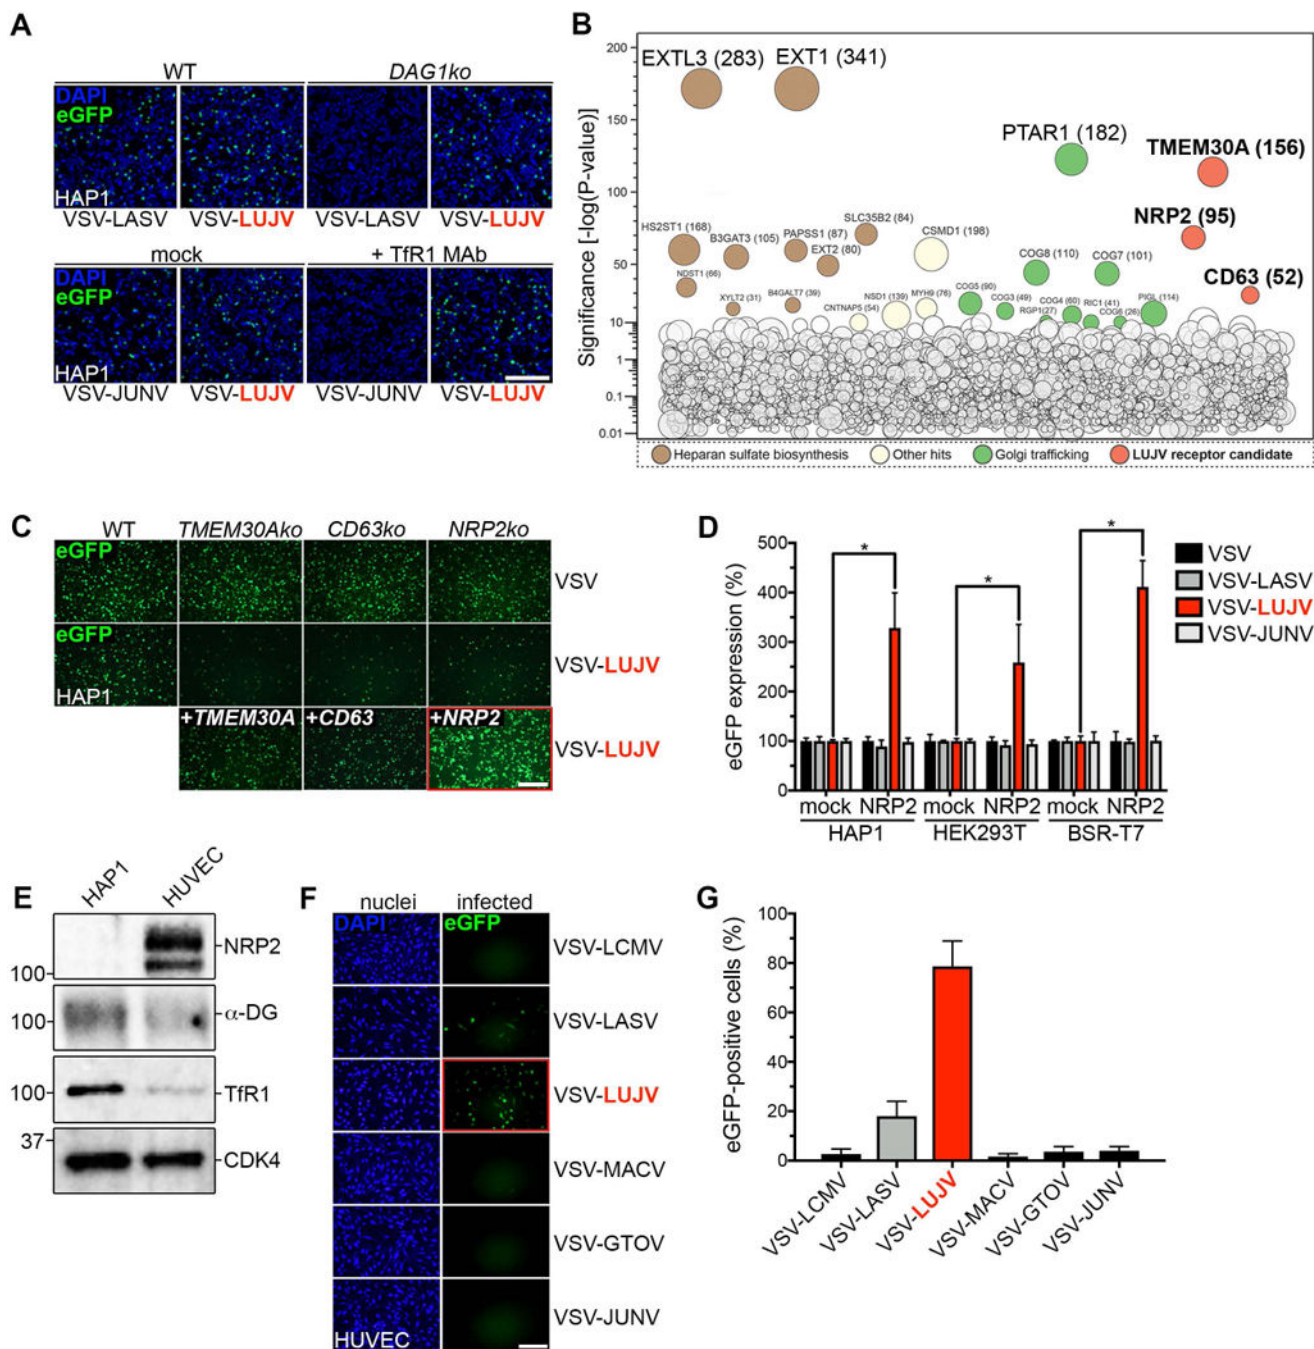 A
WT
DAG1ko
DAPI
eGFP
HAP1
VSV-LASV
VSV-LUJV
VSV-LASV
VSV-LUJV
mock
+ TfR1 MAb
DAPI
eGFP
HAP1
VSV-JUNV
VSV-LUJV
VSV-JUNV
VSV-LUJV
B
Significance [-log(P-value)]
200
150
100
50
10
1
0.1
0.01
EXTL3 (283)
EXT1 (341)
PTAR1 (182)
TMEM30A (156)
NRP2 (95)
CD63 (52)
HS2ST1 (168)
B3GAT3 (105)
PAPSS1 (87)
EXT2 (80)
SLC35B2 (84)
CSMD1 (198)
COG8 (110)
COG7 (101)
NDST1 (66)
XYLT2 (31)
B4GALT7 (39)
CNTNAP5 (54)
NSD1 (139)
MYH9 (76)
COG5 (90)
COG3 (49)
RGP1(27)
COG4 (60)
RIC1 (41)
COG6 (26)
PIGL (114)
Heparan sulfate biosynthesis
Other hits
Golgi trafficking
LUJV receptor candidate
C
WT
TMEM30Ako
CD63ko
NRP2ko
eGFP
VSV
eGFP
HAP1
VSV-LUJV
+TMEM30A
+CD63
+NRP2
VSV-LUJV
D
eGFP expression (%)
500
400
300
200
100
0
*
*
*
VSV
VSV-LASV
VSV-LUJV
VSV-JUNV
mock NRP2
mock NRP2
mock NRP2
HAP1
HEK293T
BSR-T7
E
HAP1
HUVEC
100
NRP2
100
α-DG
100
TfR1
37
CDK4
F
nuclei
infected
DAPI
eGFP
VSV-LCMV
VSV-LASV
VSV-LUJV
VSV-MACV
VSV-GTOV
VSV-JUNV
HUVEC
G
eGFP-positive cells (%)
100
80
60
40
20
0
VSV-LCMV
VSV-LASV
VSV-LUJV
VSV-MACV
VSV-GTOV
VSV-JUNV